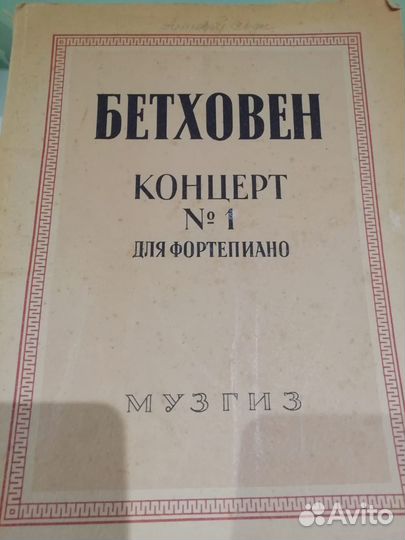 БЕТХОВЕН
КОНЦЕРТ
№ 1
ДЛЯ ФОРТЕПИАНО
МУЗГИЗ
Avito